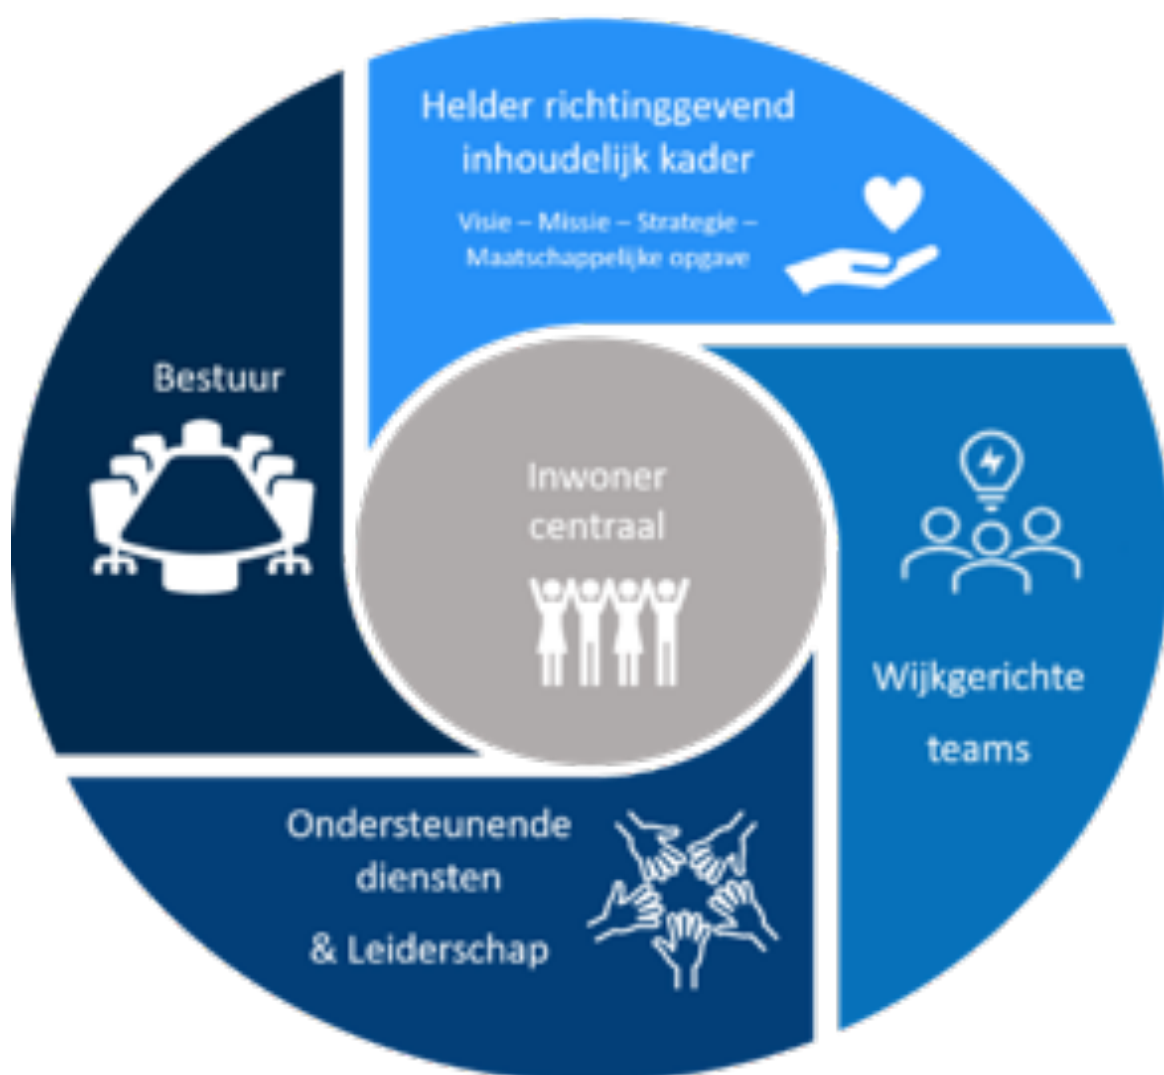 Helder richtinggevend
inhoudelijk kader
Visie – Missie – Strategie –
Maatschappelijke opgave
Bestuur
Inwoner
centraal
Wijkgerichte
teams
Ondersteunende
diensten
& Leiderschap